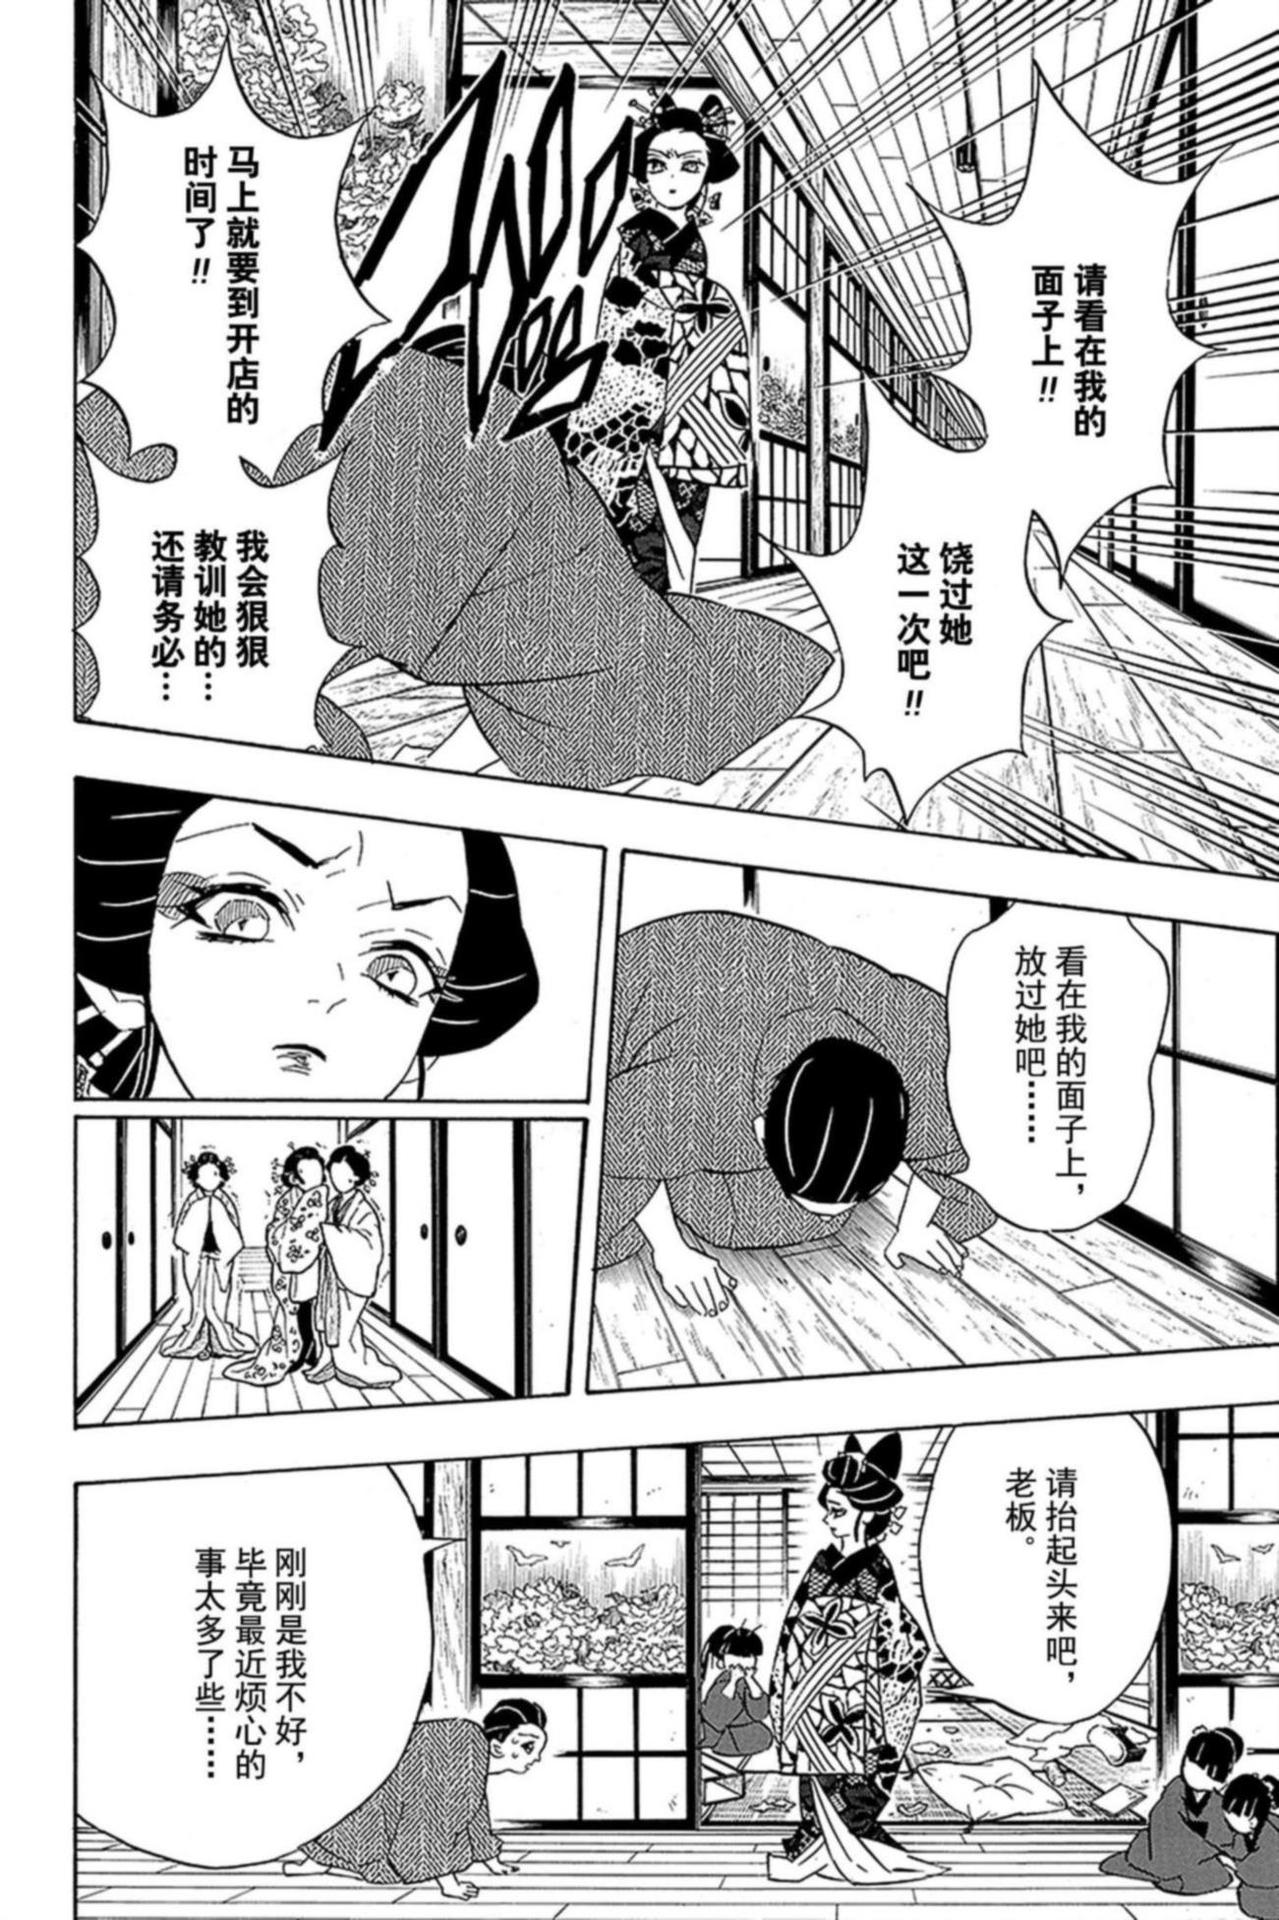 请看在我的
面子上!!
饶过她
这一次吧!!
马上就要到开店的
时间了!!
我会狠狠
教训她的…
还请务必…
看在我的面子上，
放过她吧……
请抬起头来吧，
老板。
刚刚是我不好，
毕竟最近烦心的
事太多了些……